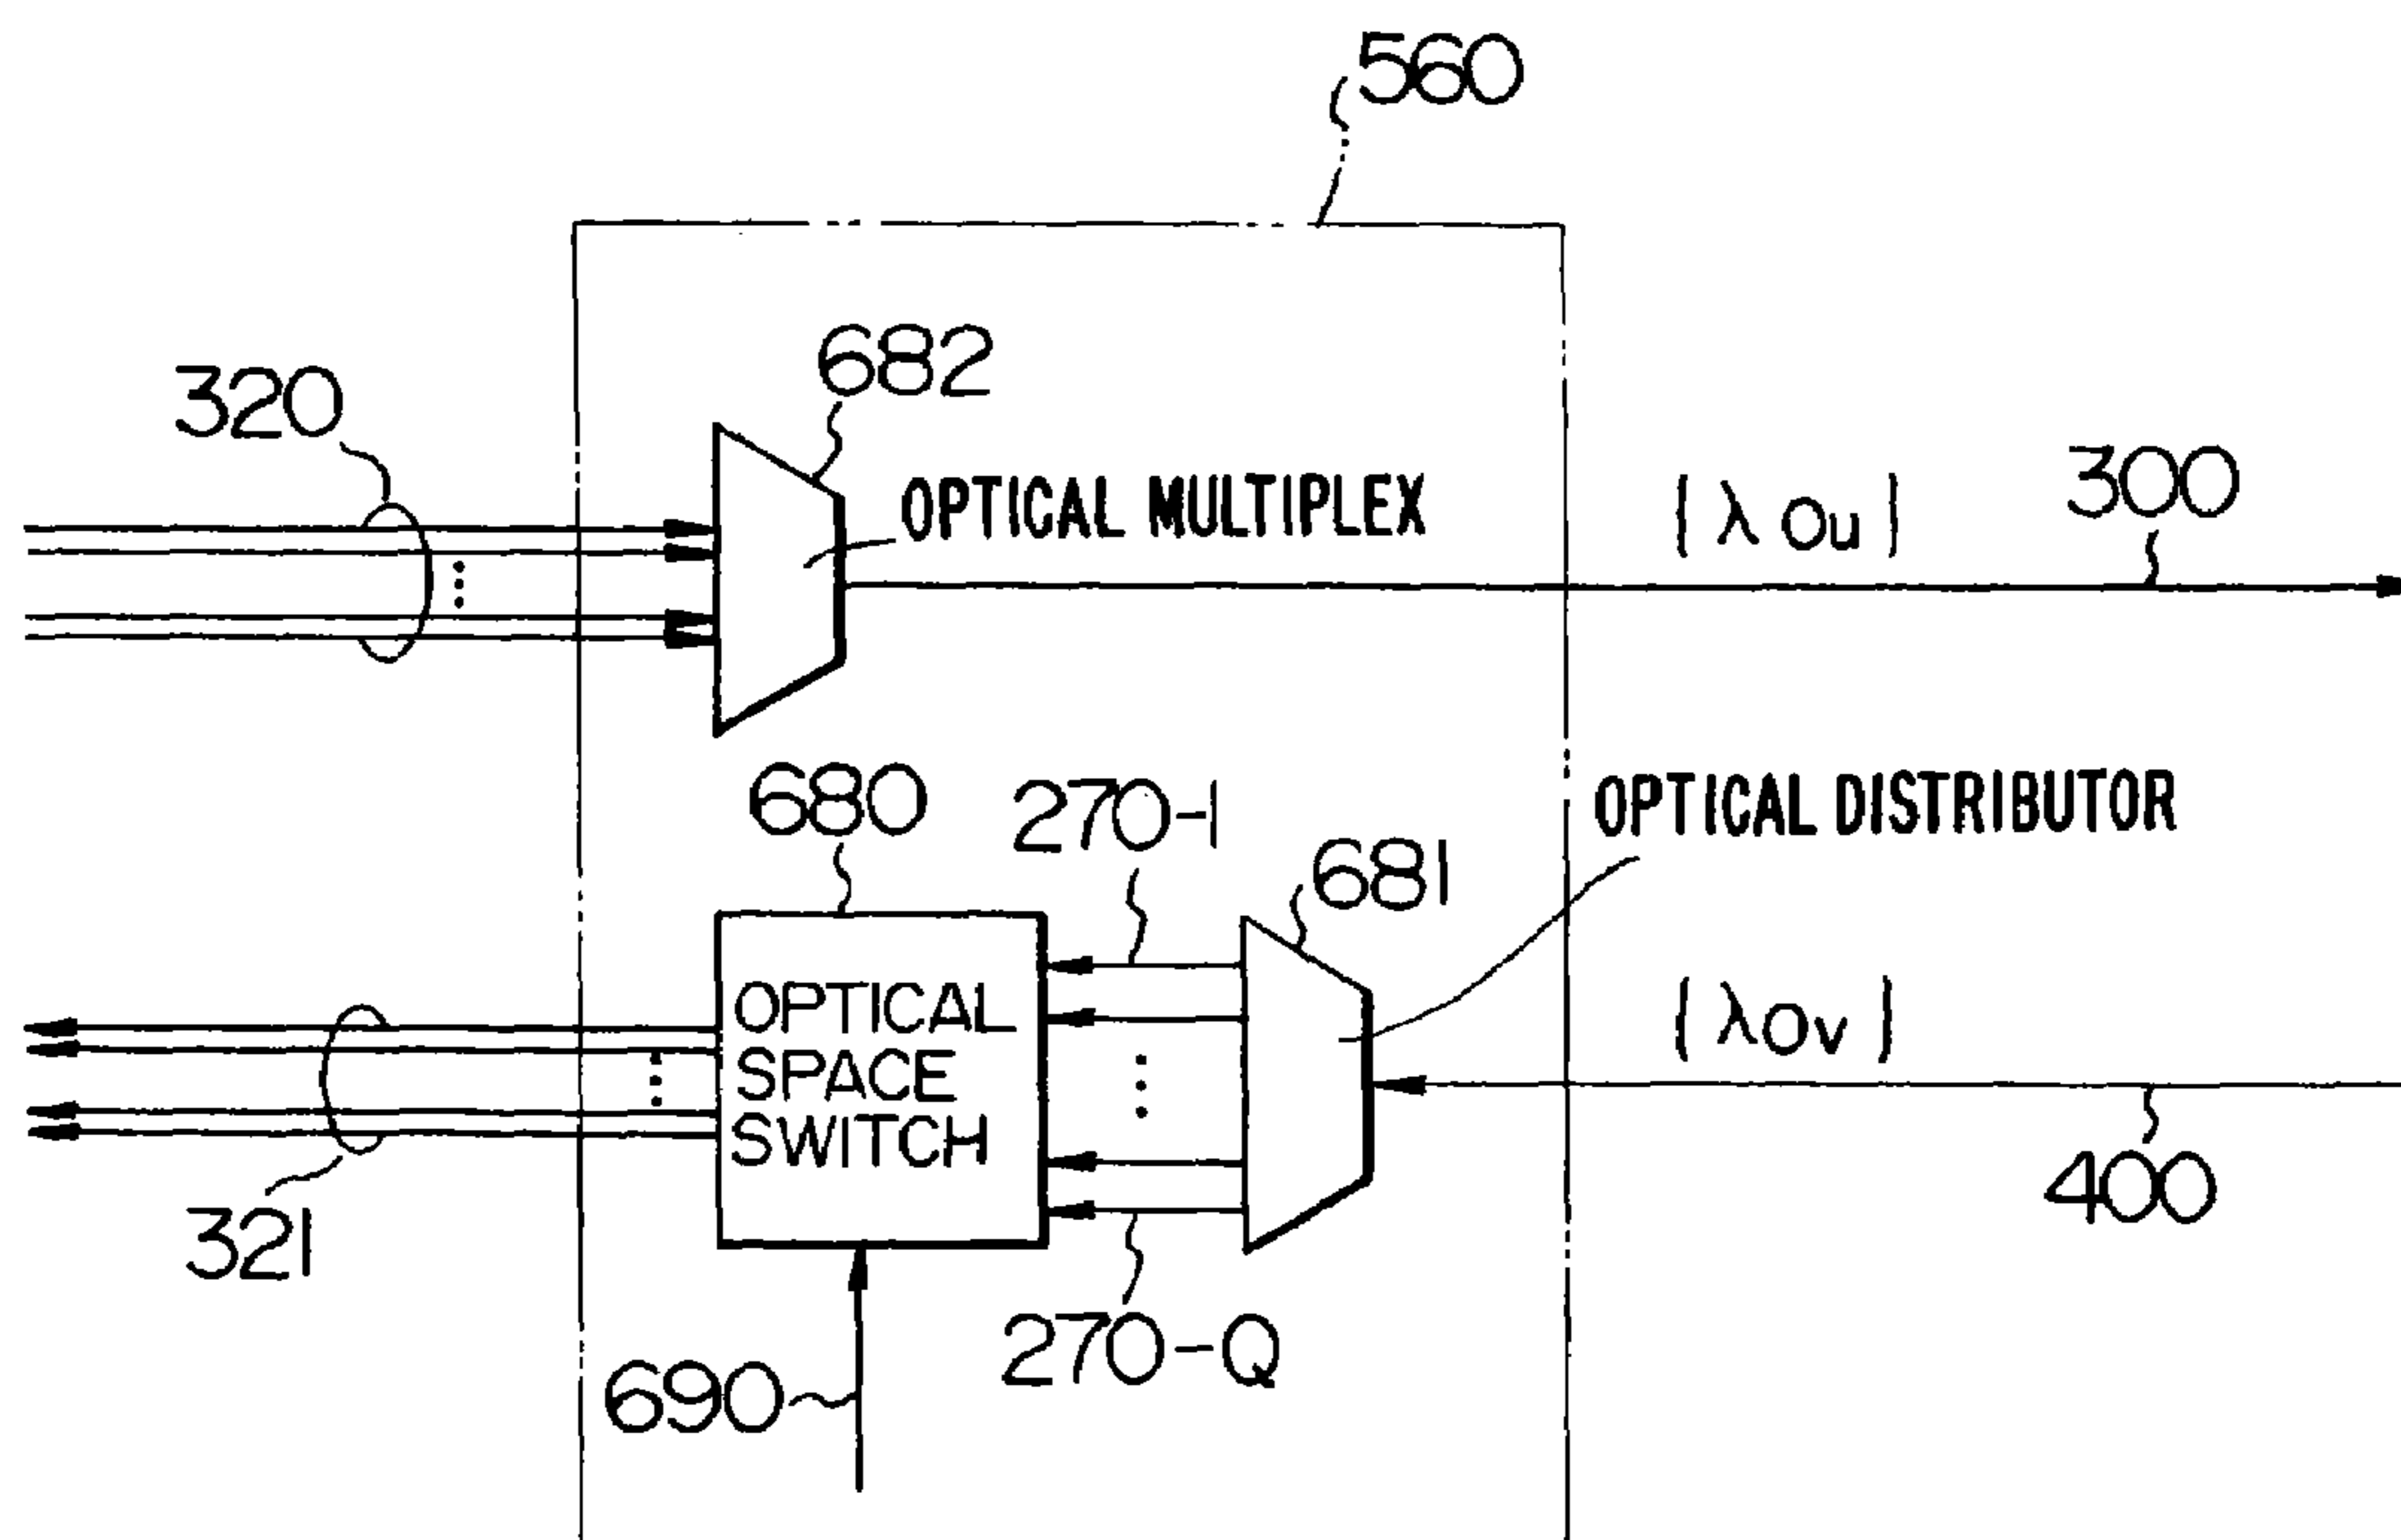 560
682
320
OPTICAL MULTIPLEX
{ λ Ou }
300
680
270-1
OPTICAL DISTRIBUTOR
681
OPTICAL
SPACE
SWITCH
{ λOv }
400
321
270-Q
690